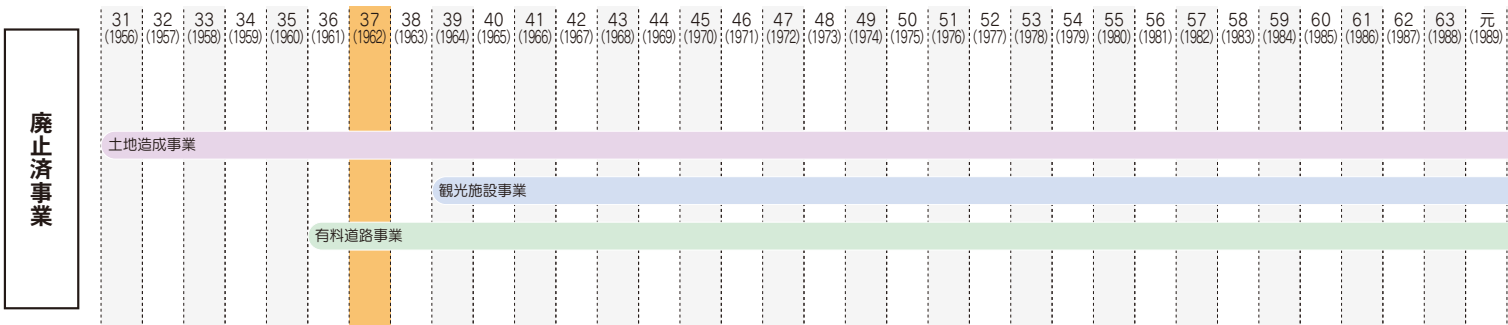 31 32 33 34 35 36 37 38 39 40 41 42 43 44 45 46 47 48 49 50 51 52 53 54 55 56 57 58 59 60 61 62 63 元
(1956) (1957) (1958) (1959) (1960) (1961) (1962) (1963) (1964) (1965) (1966) (1967) (1968) (1969) (1970) (1971) (1972) (1973) (1974) (1975) (1976) (1977) (1978) (1979) (1980) (1981) (1982) (1983) (1984) (1985) (1986) (1987) (1988) (1989)
廃止済事業
土地造成事業
観光施設事業
有料道路事業